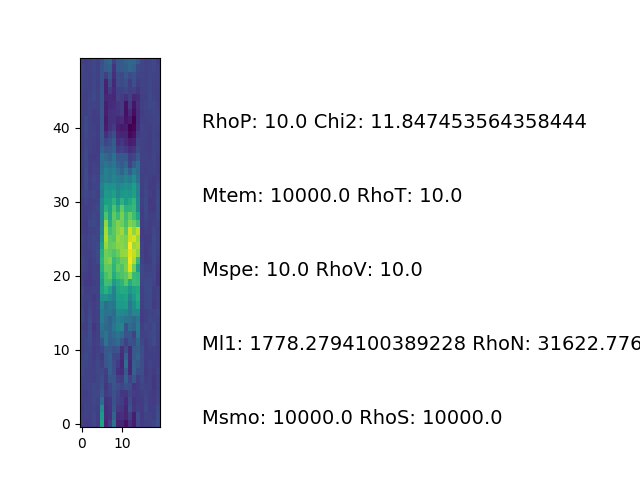 40
RhoP: 10.0 Chi2: 11.847453564358444
30
Mtem: 10000.0 RhoT: 10.0
20
Mspe: 10.0 RhoV: 10.0
10
Ml1: 1778.2794100389228 RhoN: 31622.776
0
Msmo: 10000.0 RhoS: 10000.0
0 10